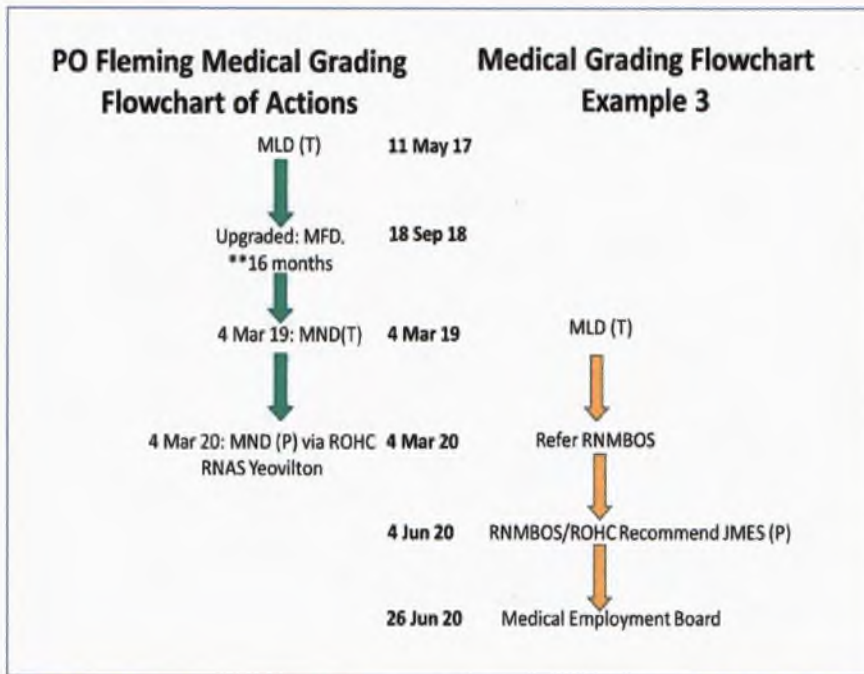 PO Fleming Medical Grading
Flowchart of Actions
Medical Grading Flowchart
Example 3
MLD (T)
11 May 17
Upgraded: MFD.
18 Sep 18
**16 months
4 Mar 19: MND(T)
4 Mar 19
MLD (T)
4 Mar 20: MND (P) via ROHC
RNAS Yeovilton
4 Mar 20
Refer RNMBOS
4 Jun 20
RNMBOS/ROHC Recommend JMES (P)
26 Jun 20
Medical Employment Board